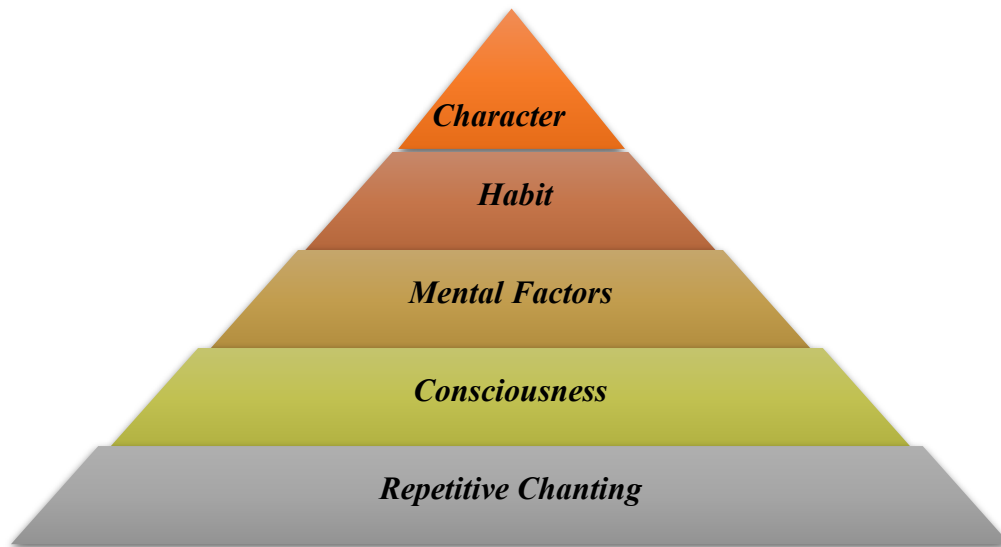 Character
Habit
Mental Factors
Consciousness
Repetitive Chanting